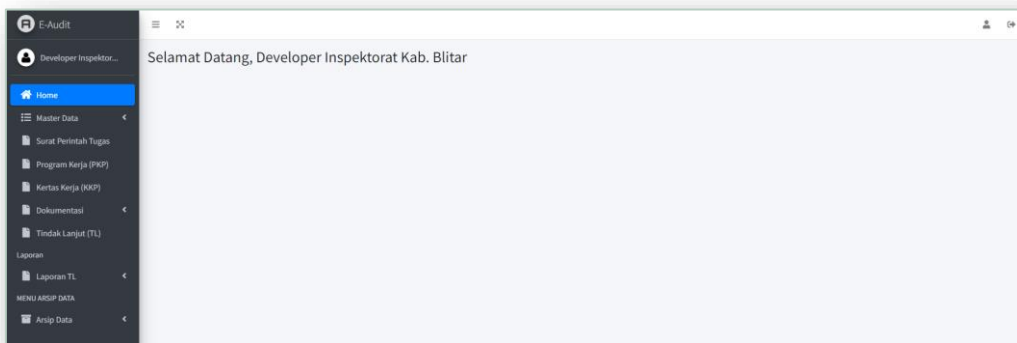 E-Audit
Developer Inspektor...
Home
Master Data
Surat Perintah Tugas
Program Kerja (PKP)
Kertas Kerja (KKP)
Dokumentasi
Tindak Lanjut (TL)
Laporan
Laporan TL
MENU ARSIP DATA
Arsip Data
Selamat Datang, Developer Inspektorat Kab. Blitar